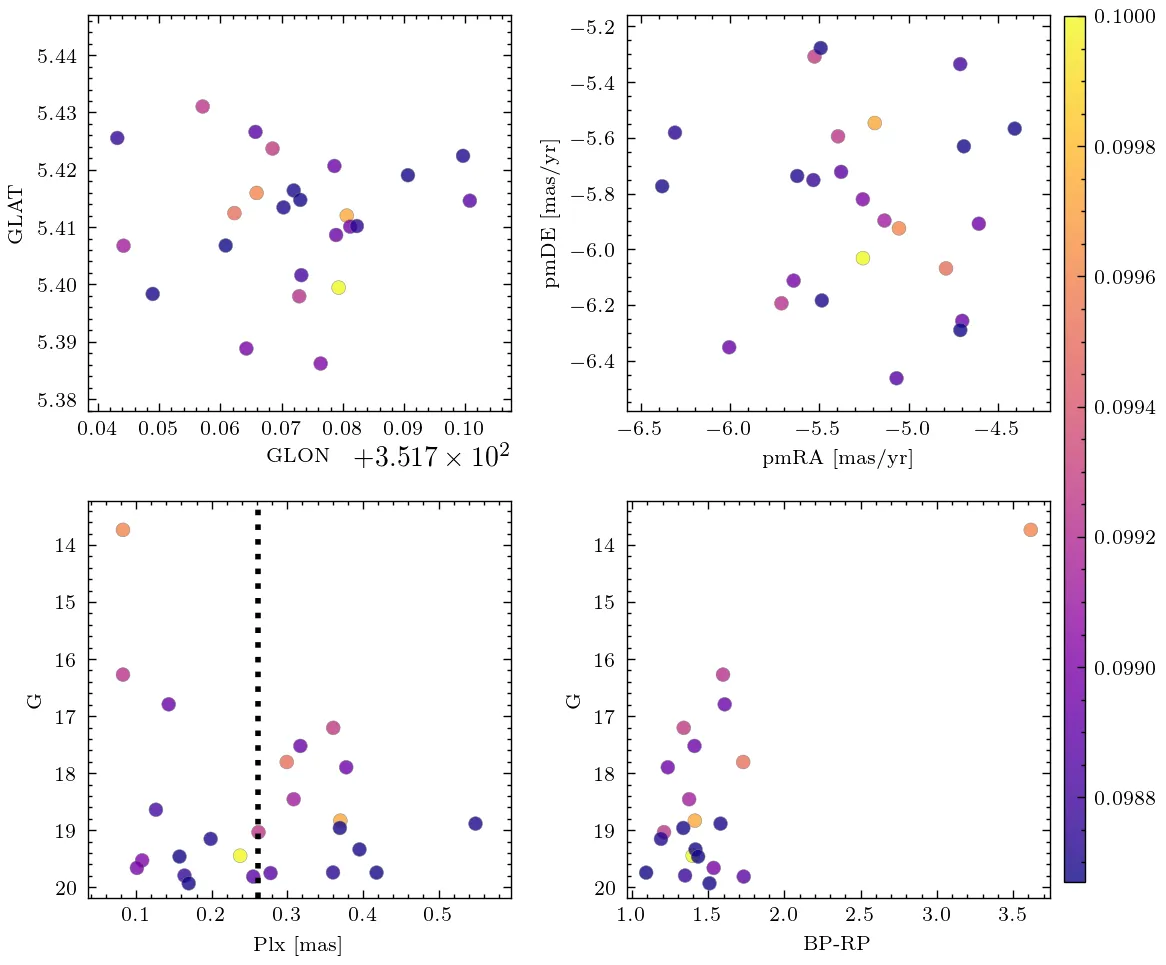 5.44
5.43
5.42
5.41
5.40
5.39
5.38
GLAT
0.04 0.05 0.06 0.07 0.08 0.09 0.10
GLON +3.517 × 10²
−5.2
−5.4
−5.6
−5.8
−6.0
−6.2
−6.4
pmDE [mas/yr]
−6.5 −6.0 −5.5 −5.0 −4.5
pmRA [mas/yr]
14
15
16
17
18
19
20
G
0.1 0.2 0.3 0.4 0.5
Plx [mas]
14
15
16
17
18
19
20
G
1.0 1.5 2.0 2.5 3.0 3.5
BP-RP
0.1000
0.0998
0.0996
0.0994
0.0992
0.0990
0.0988